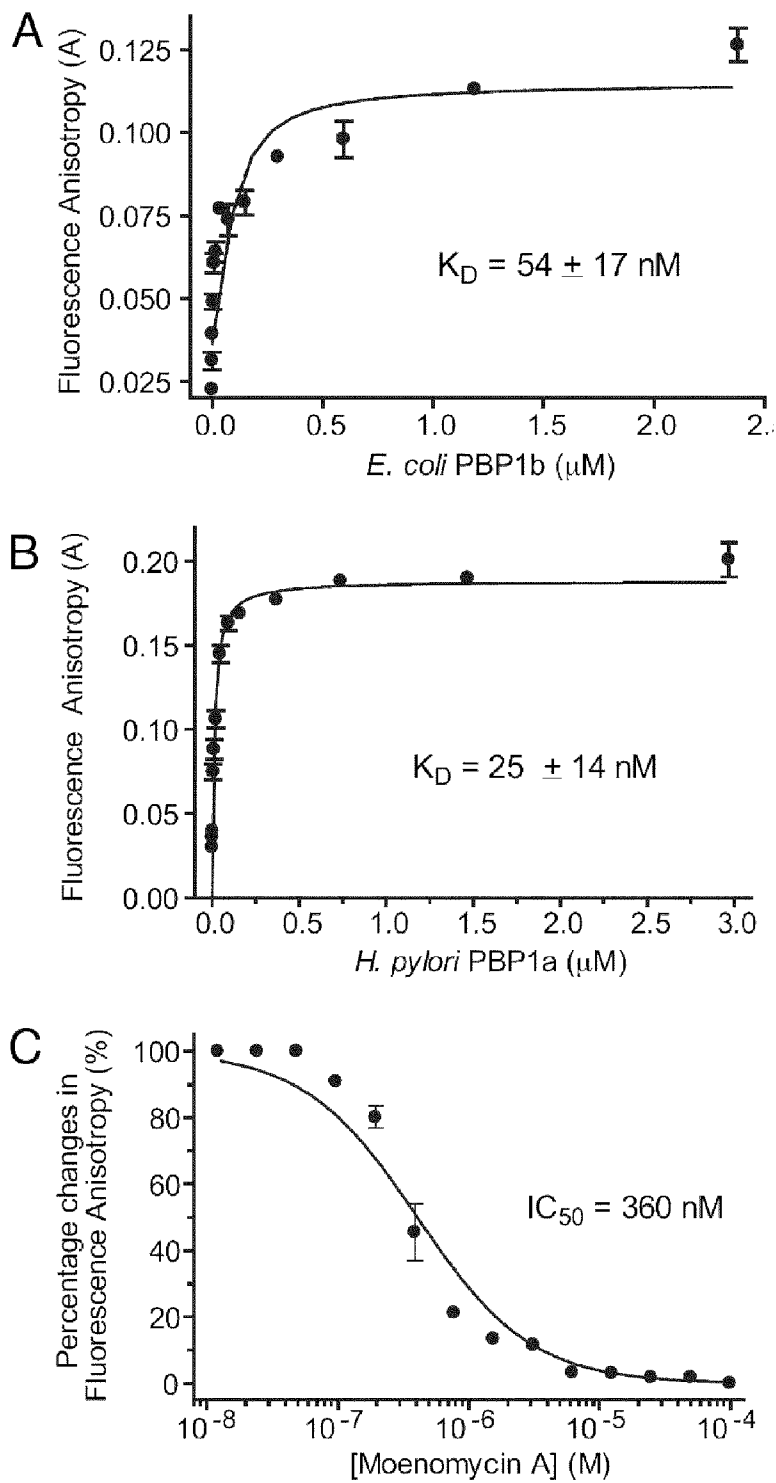 A
Fluorescence Anisotropy (A)
0.125
0.100
0.075
0.050
0.025
K_D = 54 ± 17 nM
0.0 0.5 1.0 1.5 2.0 2.5
E. coli PBP1b (μM)
B
Fluorescence Anisotropy (A)
0.20
0.15
0.10
0.05
0.00
K_D = 25 ± 14 nM
0.0 0.5 1.0 1.5 2.0 2.5 3.0
H. pylori PBP1a (μM)
C
Percentage changes in
Fluorescence Anisotropy (%)
100
80
60
40
20
0
IC50 = 360 nM
10^-8 10^-7 10^-6 10^-5 10^-4
[Moenomycin A] (M)